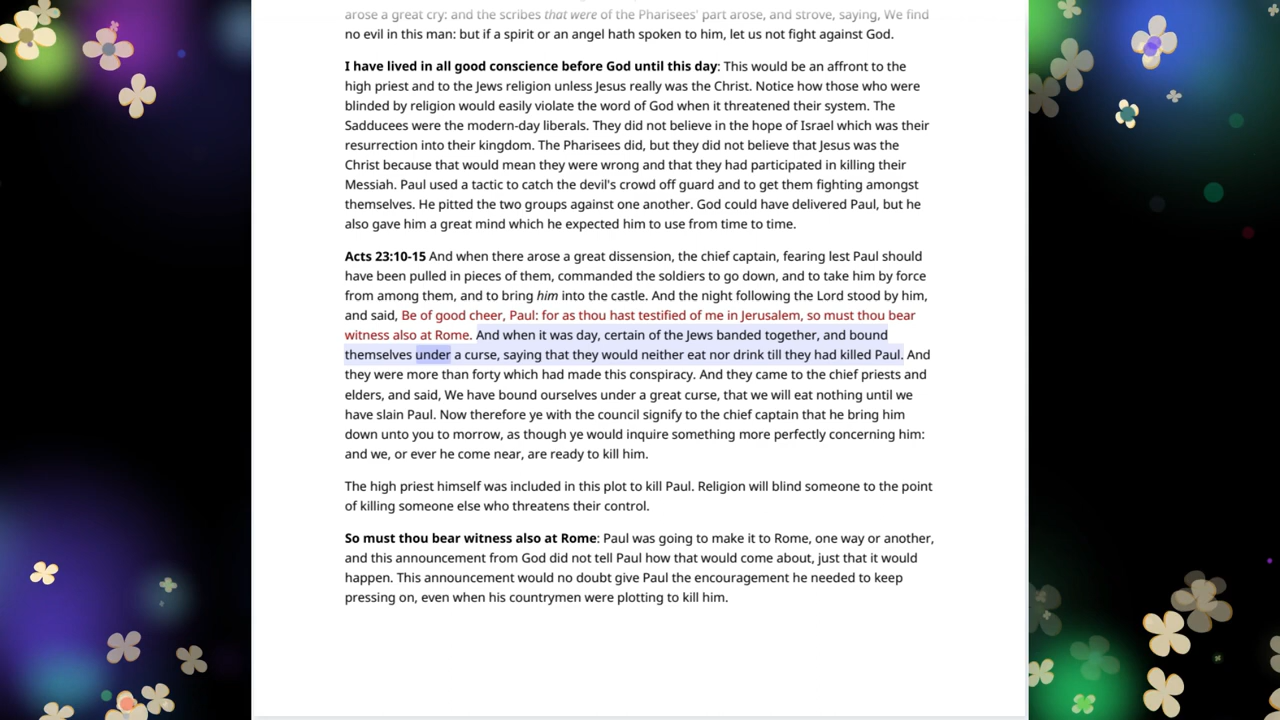 arose a great cry: and the scribes that were of the Pharisees' part arose, and strove, saying, We find
no evil in this man: but if a spirit or an angel hath spoken to him, let us not fight against God.
I have lived in all good conscience before God until this day: This would be an affront to the
high priest and to the Jews religion unless Jesus really was the Christ. Notice how those who were
blinded by religion would easily violate the word of God when it threatened their system. The
Sadducees were the modern-day liberals. They did not believe in the hope of Israel which was their
resurrection into their kingdom. The Pharisees did, but they did not believe that Jesus was the
Christ because that would mean they were wrong and that they had participated in killing their
Messiah. Paul used a tactic to catch the devil's crowd off guard and to get them fighting amongst
themselves. He pitted the two groups against one another. God could have delivered Paul, but he
also gave him a great mind which he expected him to use from time to time.
Acts 23:10-15 And when there arose a great dissension, the chief captain, fearing lest Paul should
have been pulled in pieces of them, commanded the soldiers to go down, and to take him by force
from among them, and to bring him into the castle. And the night following the Lord stood by him,
and said, Be of good cheer, Paul: for as thou hast testified of me in Jerusalem, so must thou bear
witness also at Rome. And when it was day, certain of the Jews banded together, and bound
themselves under a curse, saying that they would neither eat nor drink till they had killed Paul. And
they were more than forty which had made this conspiracy. And they came to the chief priests and
elders, and said, We have bound ourselves under a great curse, that we will eat nothing until we
have slain Paul. Now therefore ye with the council signify to the chief captain that he bring him
down unto you to morrow, as though ye would inquire something more perfectly concerning him:
and we, or ever he come near, are ready to kill him.
The high priest himself was included in this plot to kill Paul. Religion will blind someone to the point
of killing someone else who threatens their control.
So must thou bear witness also at Rome: Paul was going to make it to Rome, one way or another,
and this announcement from God did not tell Paul how that would come about, just that it would
happen. This announcement would no doubt give Paul the encouragement he needed to keep
pressing on, even when his countrymen were plotting to kill him.